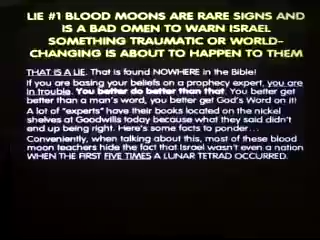 LIE #1 BLOOD MOONS ARE RARE SIGNS AND
IS A BAD OMEN TO WARN ISRAEL
SOMETHING TRAUMATIC OR WORLD-
CHANGING IS ABOUT TO HAPPEN TO THEM
THAT IS A LIE. That is found NOWHERE in the Bible!
If you are basing your beliefs on a prophecy expert, you are
in trouble. You better do better than that. You better get
better than a man's word, you better get God's Word on it!
A lot of "experts" have their books located on the nickel
shelves at Goodwills today because what they said didn't
end up being right. Here's some facts to ponder...
Conveniently, when talking about this, most of these blood
moon teachers hide the fact that Israel wasn't even a nation
WHEN THE FIRST FIVE TIMES A LUNAR TETRAD OCCURRED.